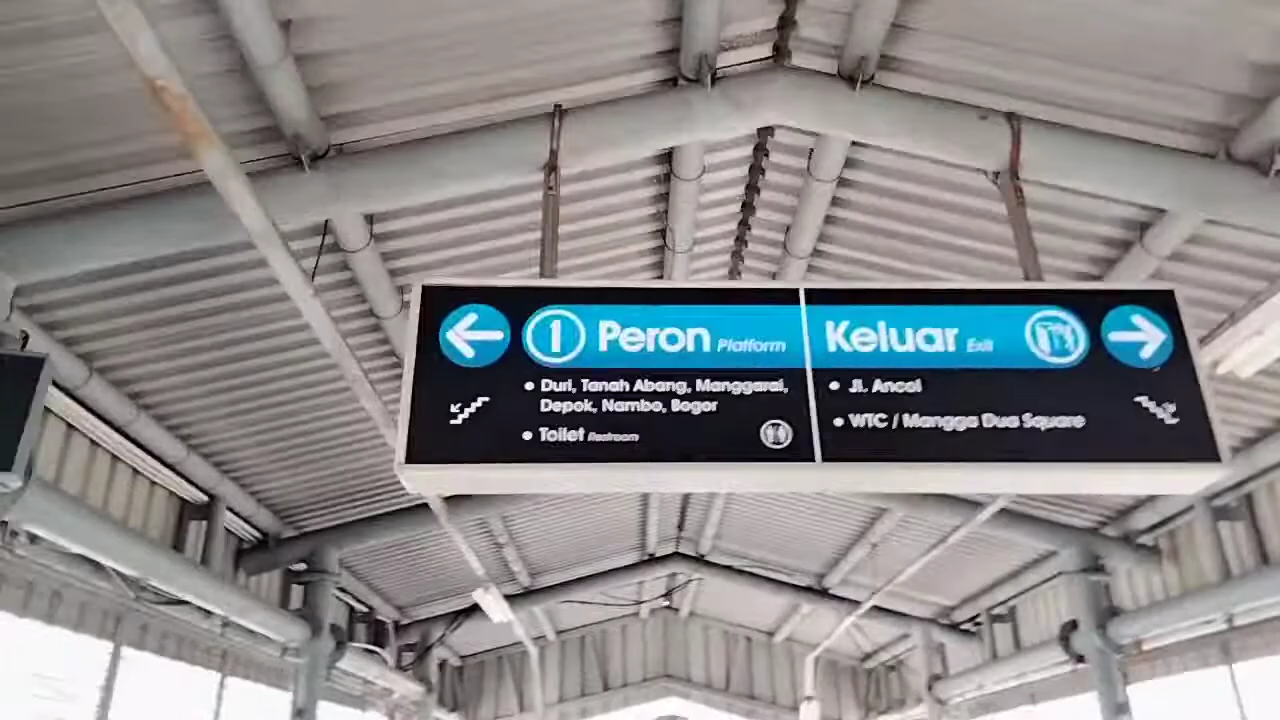 1 Peron Platform
Duri, Tanah Abang, Manggarai,
Depok, Nambo, Bogor
Toilet Restroom
Keluar Exit
Jl. Ancol
WTC / Mangga Dua Square